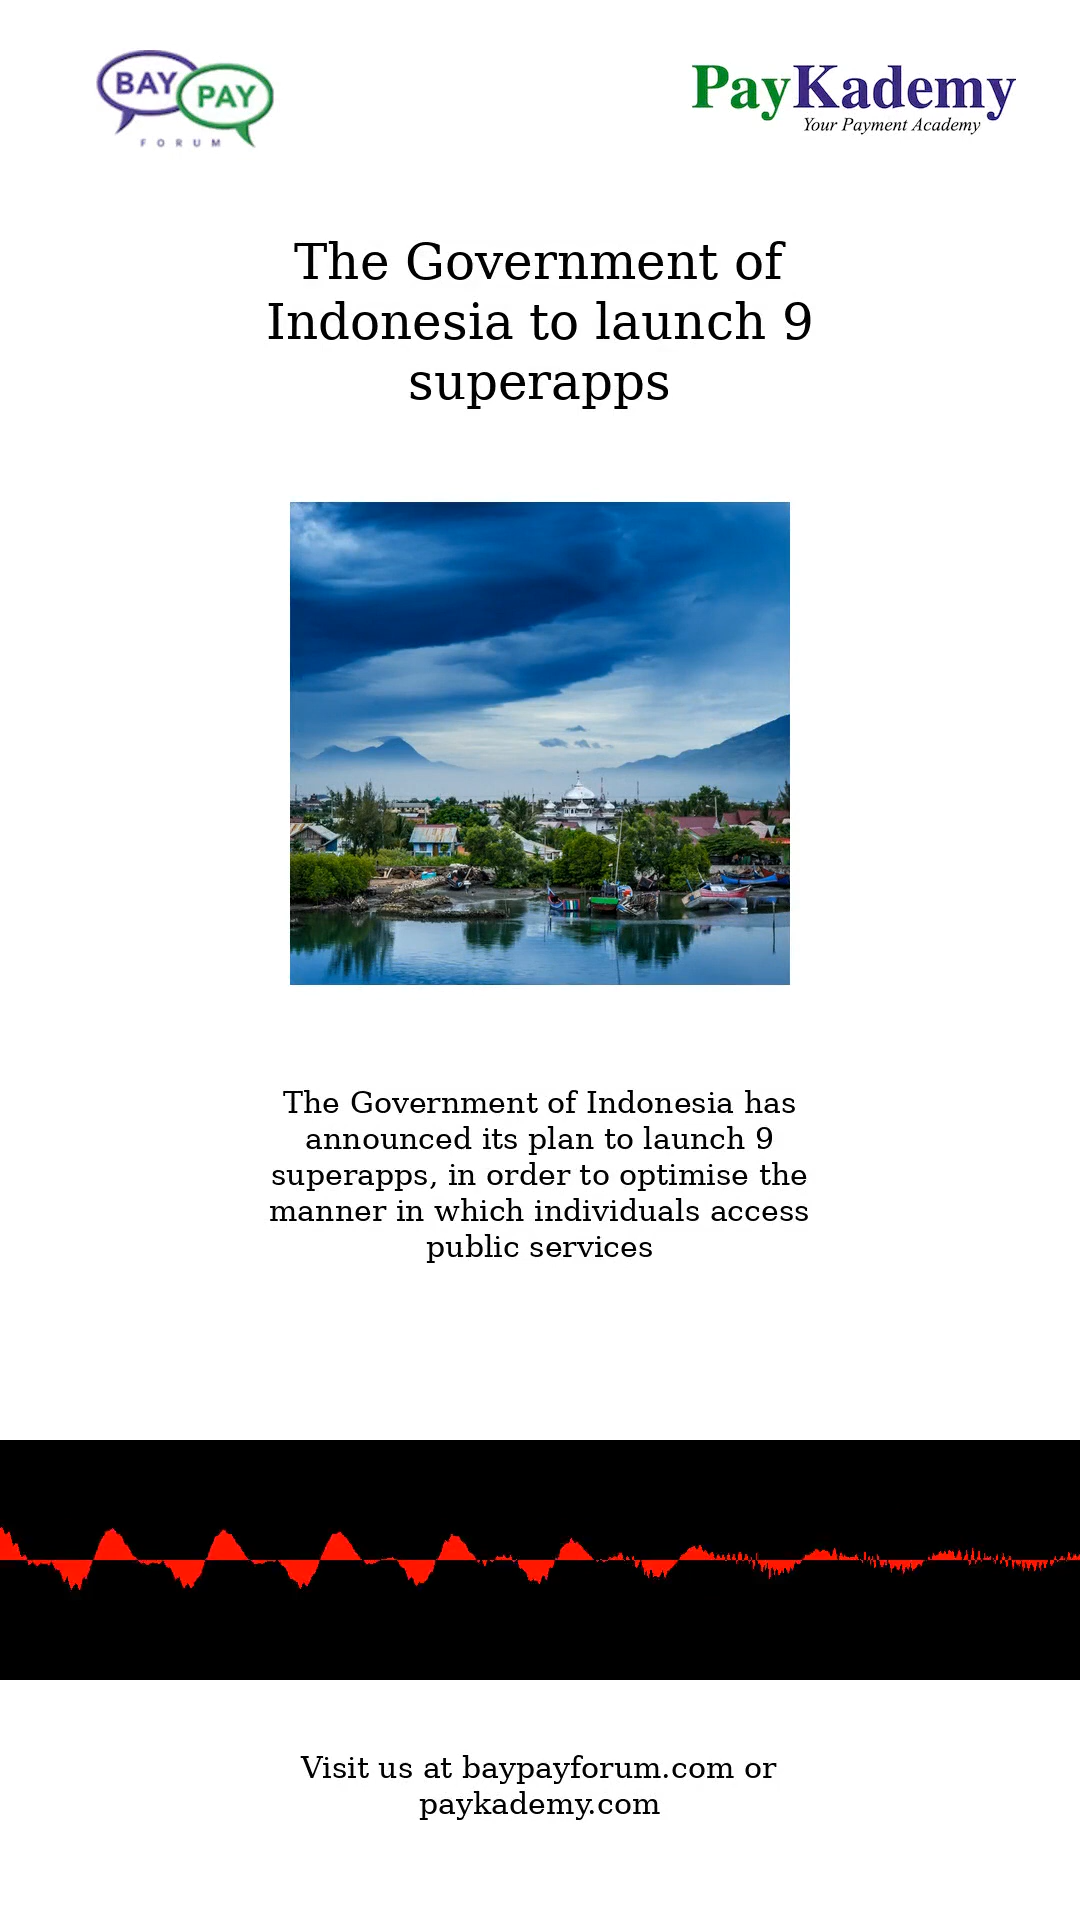 BAY PAY
FORUM
PayKademy
Your Payment Academy
The Government of
Indonesia to launch 9
superapps
The Government of Indonesia has
announced its plan to launch 9
superapps, in order to optimise the
manner in which individuals access
public services
Visit us at baypayforum.com or
paykademy.com